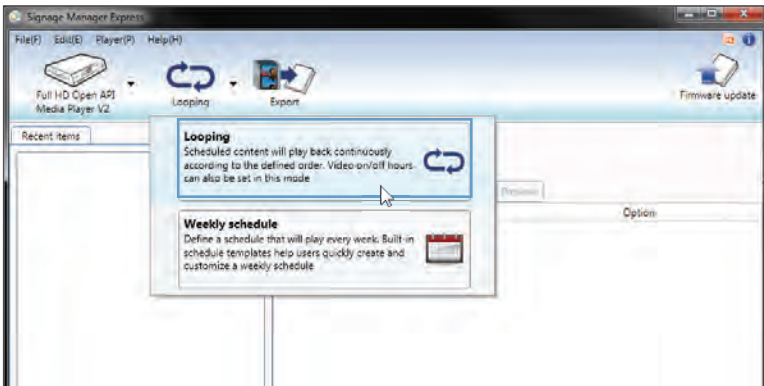 Signage Manager Express
File(F) Edit(E) Player(P) Help(H)
Full HD Open API
Media Player V2
Looping
Export
Firmware update
Recent items
Looping
Scheduled content will play back continuously
according to the defined order. Video on/off hours
can also be set in this mode
Preview
Option
Weekly schedule
Define a schedule that will play every week. Built-in
schedule templates help users quickly create and
customize a weekly schedule